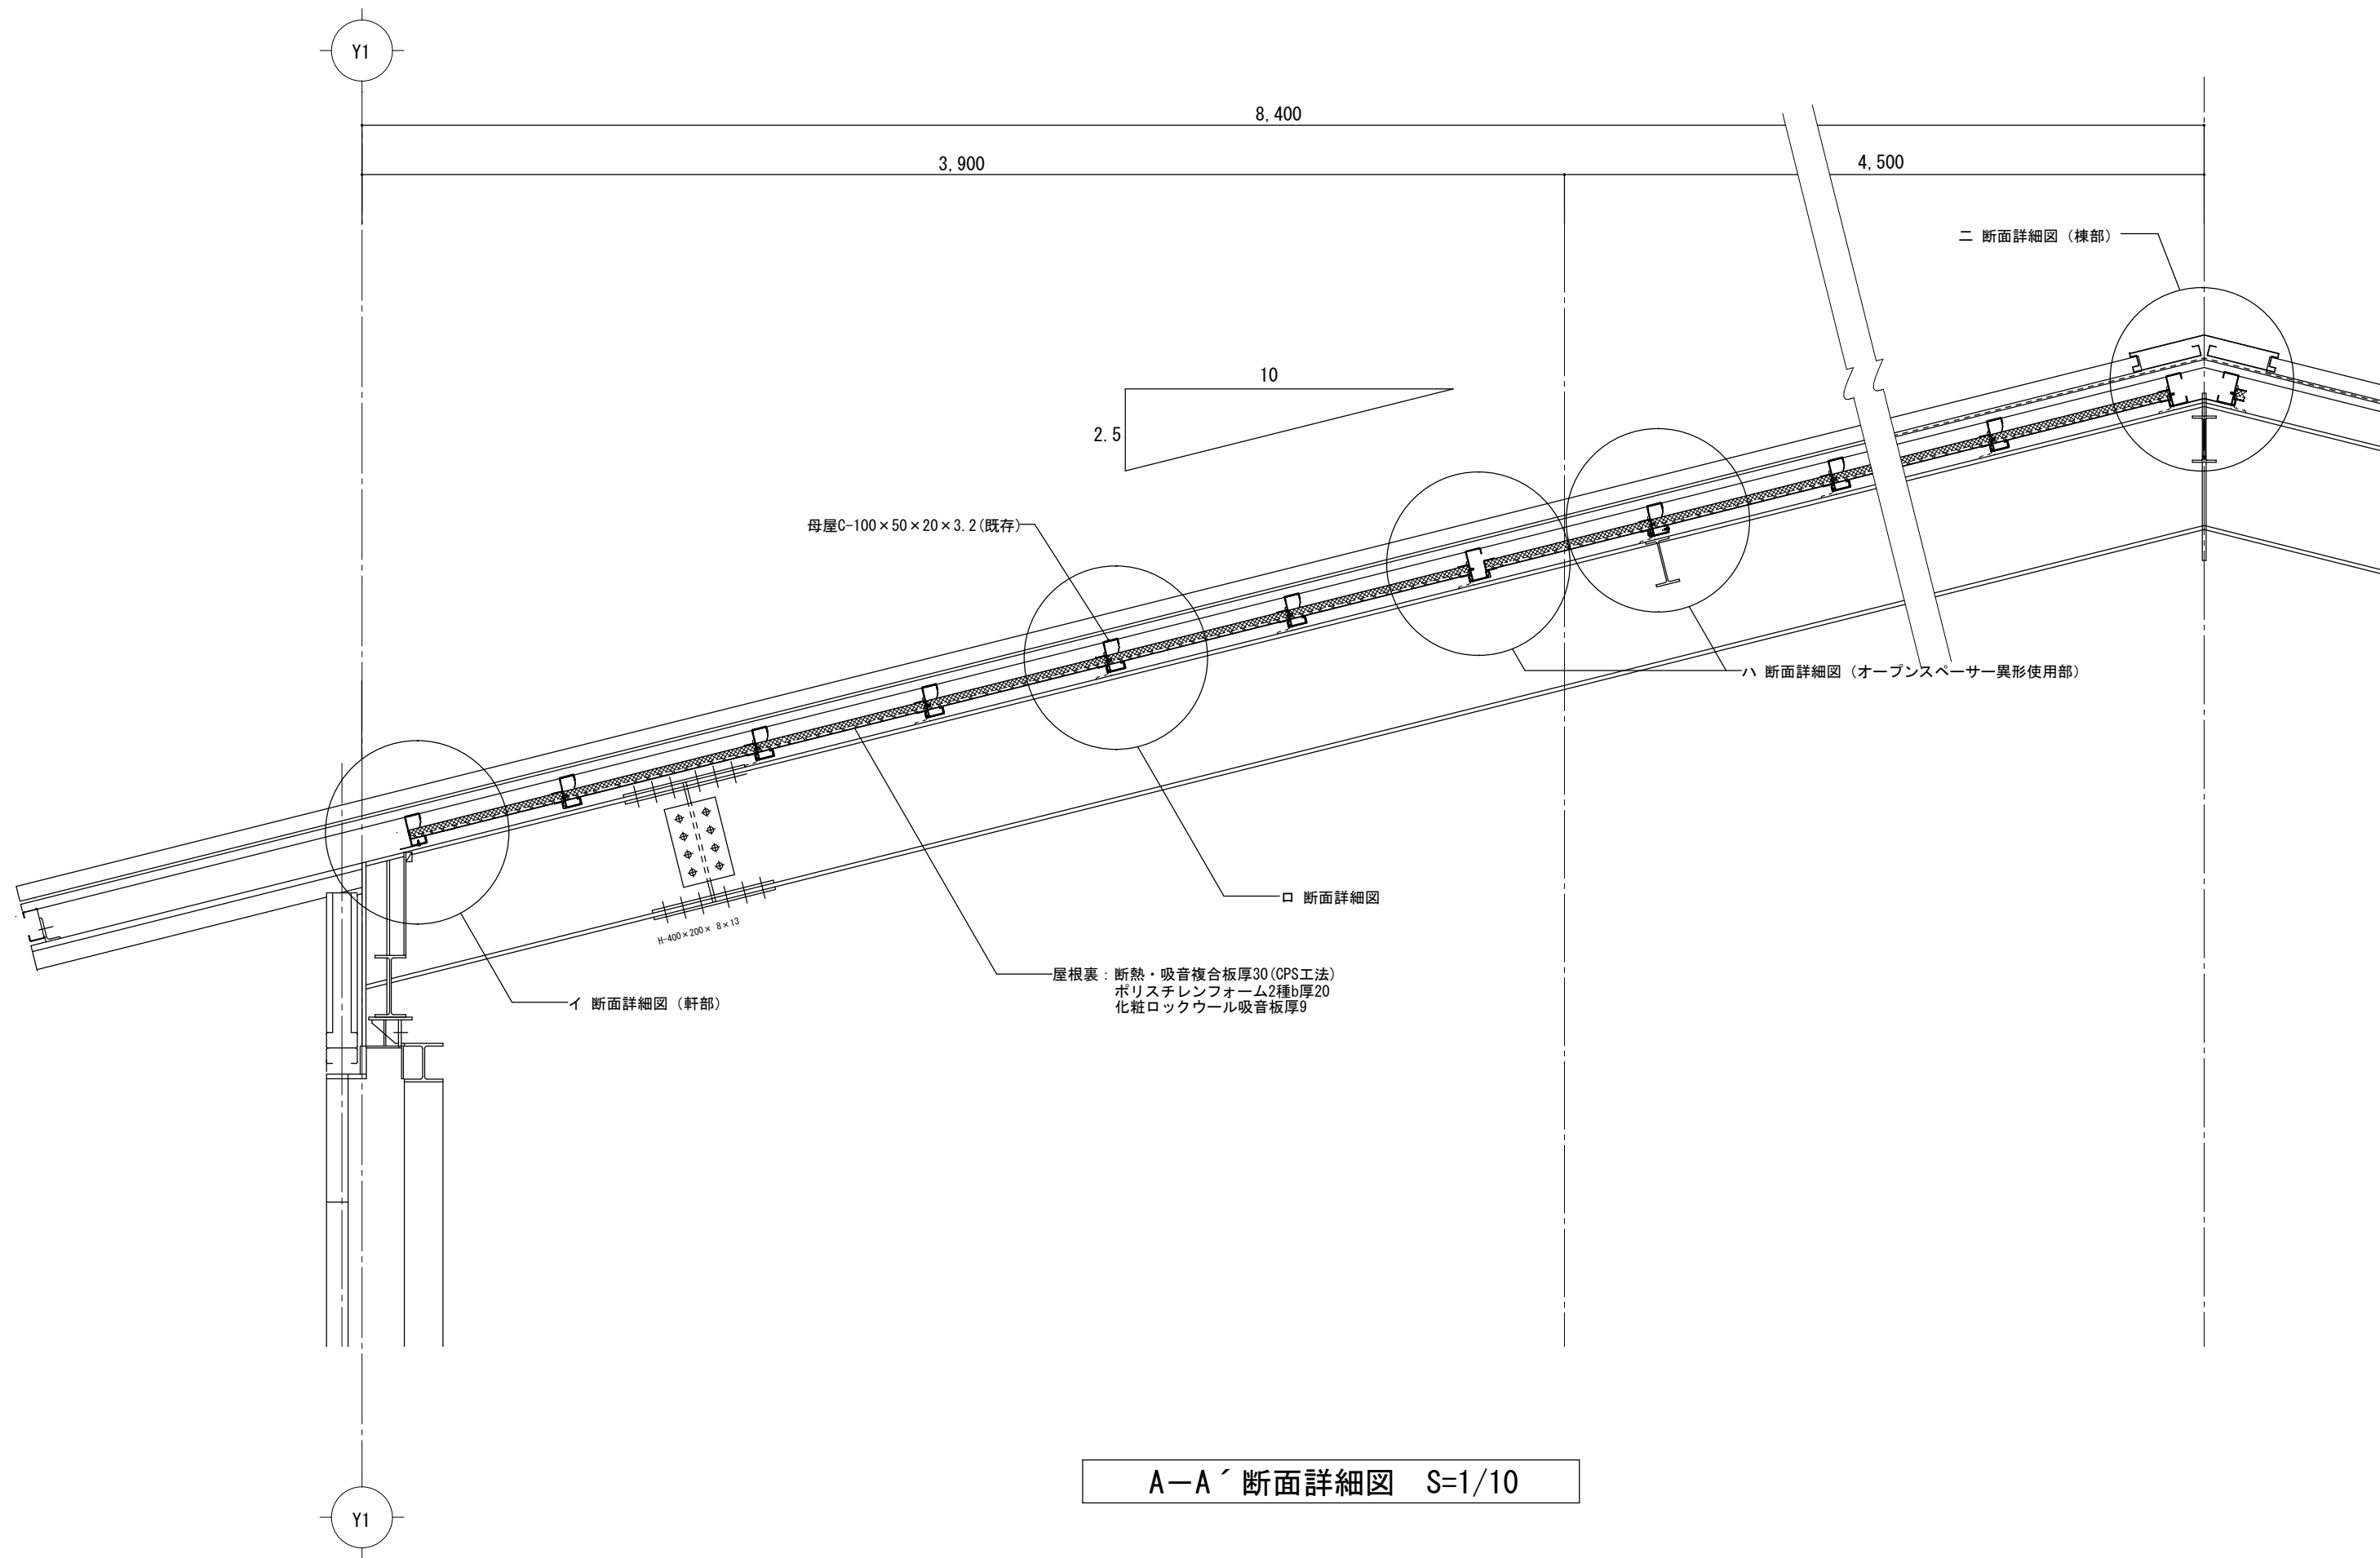 Y1
8,400
3,900
4,500
ニ 断面詳細図（棟部）
10
2.5
母屋C-100×50×20×3.2(既存)
ハ 断面詳細図（オープンスペーサー異形使用部）
ロ 断面詳細図
H-400×200× 8×13
屋根裏：断熱・吸音複合板厚30(CPS工法)
ポリスチレンフォーム2種b厚20
化粧ロックウール吸音板厚9
イ 断面詳細図（軒部）
A－A´断面詳細図　S=1/10
Y1